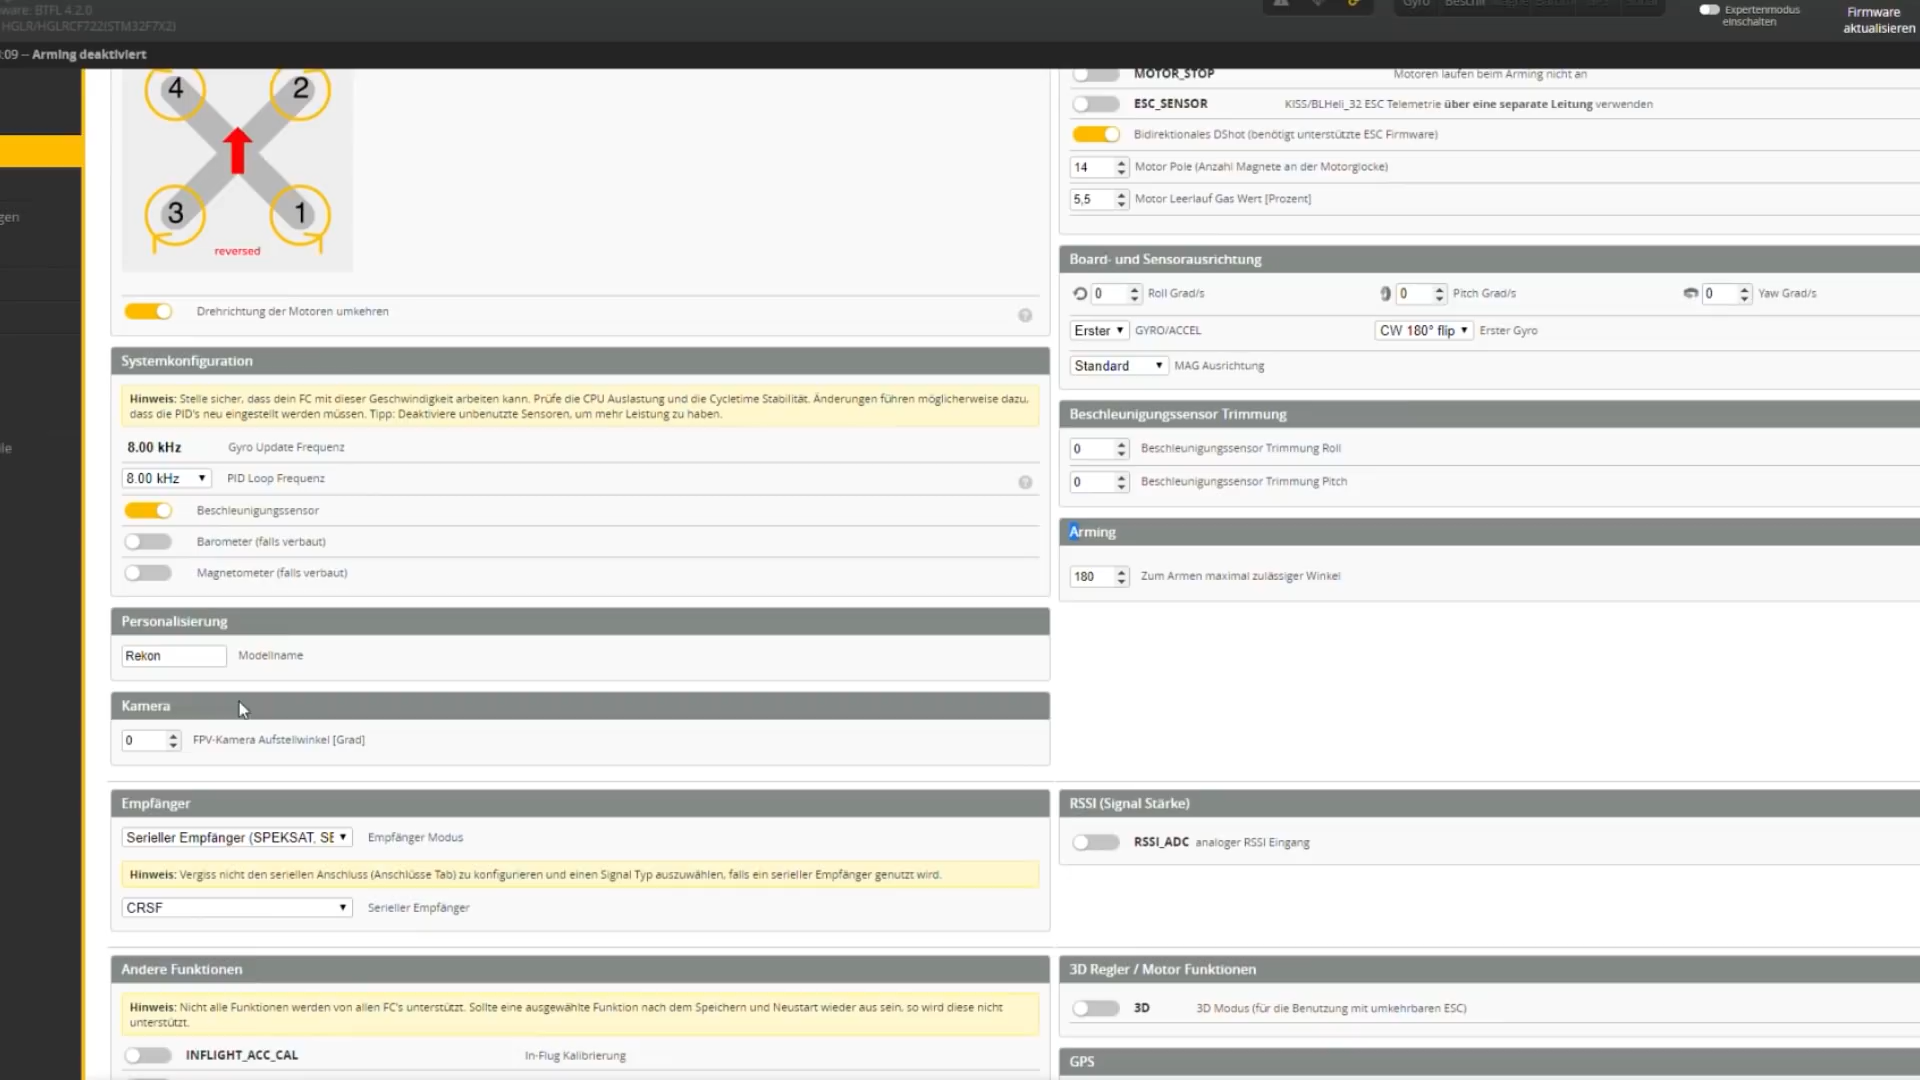 ware: BTFL 4.2.0
HGLR/HGLRCF722(STM32F7X2)
Gyro
Expertenmodus
einschalten
Firmware
aktualisieren
:09 -- Arming deaktiviert
gen
le
4 2
3 1
reversed
Drehrichtung der Motoren umkehren
Systemkonfiguration
Hinweis: Stelle sicher, dass dein FC mit dieser Geschwindigkeit arbeiten kann. Prüfe die CPU Auslastung und die Cycletime Stabilität. Änderungen führen möglicherweise dazu,
dass die PID's neu eingestellt werden müssen. Tipp: Deaktiviere unbenutzte Sensoren, um mehr Leistung zu haben.
8.00 kHz Gyro Update Frequenz
8.00 kHz PID Loop Frequenz
Beschleunigungssensor
Barometer (falls verbaut)
Magnetometer (falls verbaut)
Personalisierung
Rekon Modellname
Kamera
0 FPV-Kamera Aufstellwinkel [Grad]
Empfänger
Serieller Empfänger (SPEKSAT, SE Empfänger Modus
Hinweis: Vergiss nicht den seriellen Anschluss (Anschlüsse Tab) zu konfigurieren und einen Signal Typ auszuwählen, falls ein serieller Empfänger genutzt wird.
CRSF Serieller Empfänger
Andere Funktionen
Hinweis: Nicht alle Funktionen werden von allen FC's unterstützt. Sollte eine ausgewählte Funktion nach dem Speichern und Neustart wieder aus sein, so wird diese nicht
unterstützt.
INFLIGHT_ACC_CAL In-Flug Kalibrierung
MOTOR_STOP Motoren laufen beim Arming nicht an
ESC_SENSOR KISS/BLHeli_32 ESC Telemetrie über eine separate Leitung verwenden
Bidirektionales DShot (benötigt unterstützte ESC Firmware)
14 Motor Pole (Anzahl Magnete an der Motorglocke)
5,5 Motor Leerlauf Gas Wert [Prozent]
Board- und Sensorausrichtung
0 Roll Grad/s 0 Pitch Grad/s 0 Yaw Grad/s
Erster GYRO/ACCEL CW 180° flip Erster Gyro
Standard MAG Ausrichtung
Beschleunigungssensor Trimmung
0 Beschleunigungssensor Trimmung Roll
0 Beschleunigungssensor Trimmung Pitch
Arming
180 Zum Armen maximal zulässiger Winkel
RSSI (Signal Stärke)
RSSI_ADC analoger RSSI Eingang
3D Regler / Motor Funktionen
3D 3D Modus (für die Benutzung mit umkehrbaren ESC)
GPS